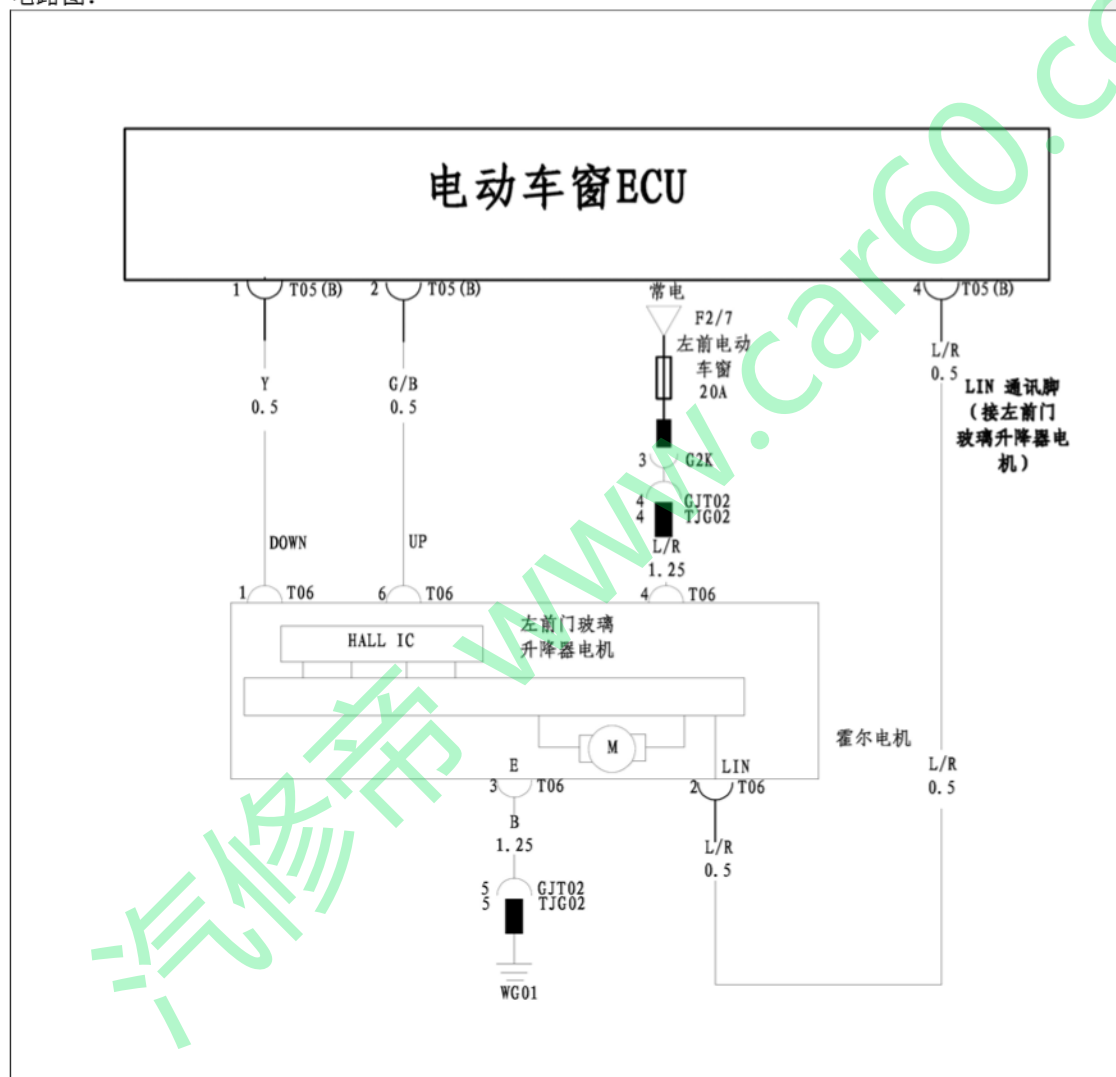 电路图:
电动车窗ECU
1 T05(B)
2 T05(B)
常电
4 T05(B)
F2/7
左前电动
车窗
20A
Y
0.5
G/B
0.5
L/R
0.5
LIN 通讯脚
(接左前门
玻璃升降器电
机)
3 G2K
4 GJT02
4 TJG02
L/R
1.25
DOWN
UP
1 T06
6 T06
4 T06
HALL IC
左前门玻璃
升降器电机
M
霍尔电机
E
LIN
3 T06
2 T06
B
1.25
L/R
0.5
L/R
0.5
5 GJT02
5 TJG02
WG01
汽修帝 www.car60.co